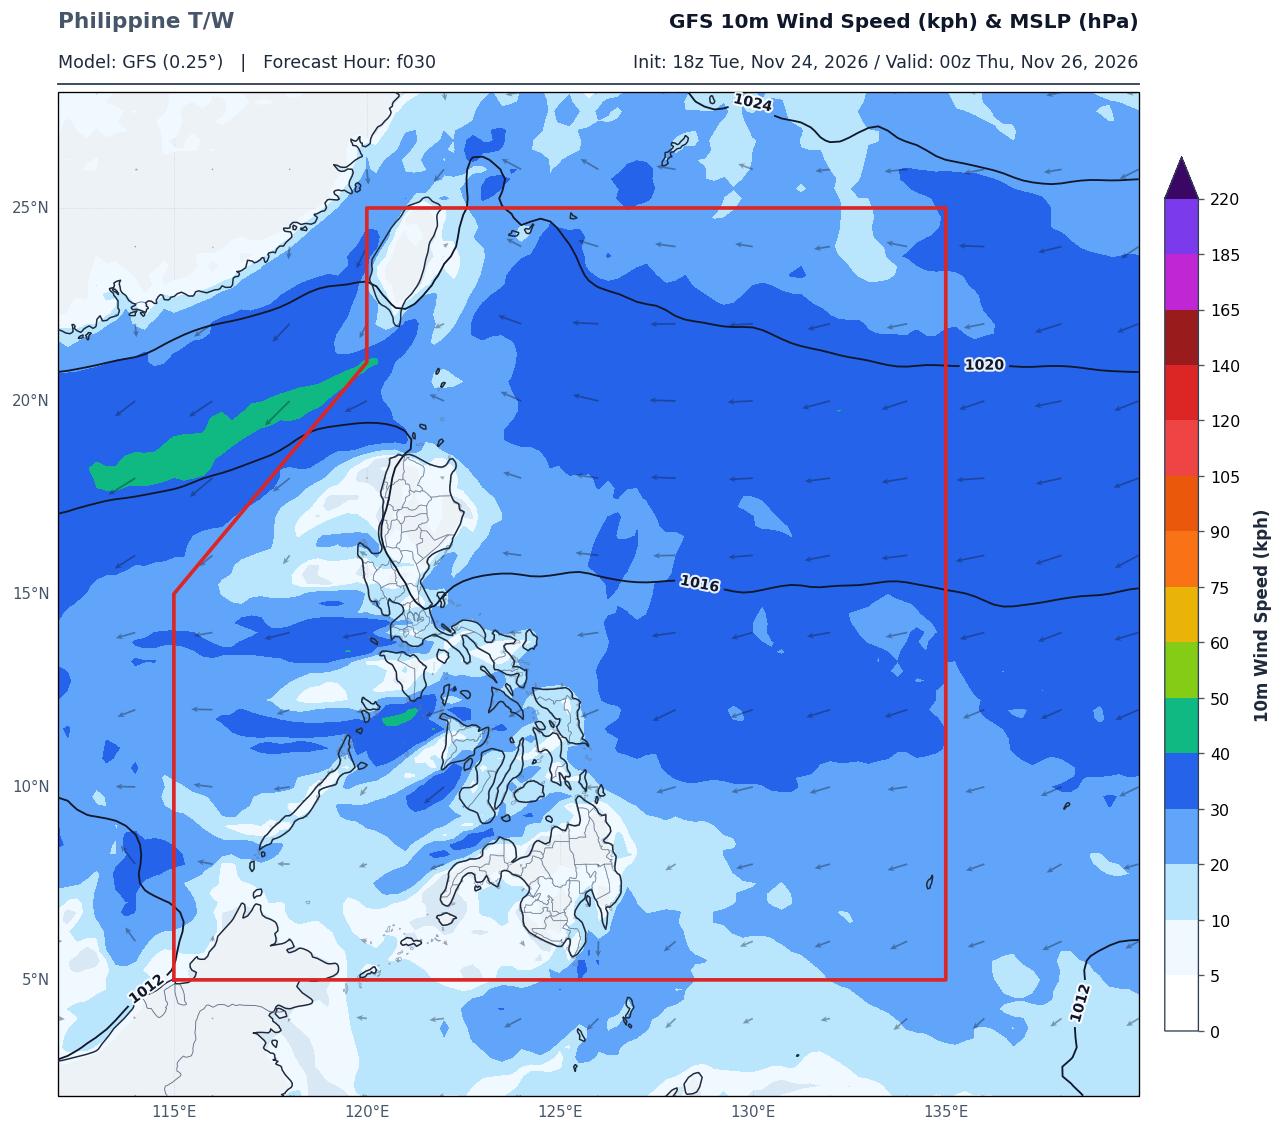 Philippine T/W
GFS 10m Wind Speed (kph) & MSLP (hPa)
Model: GFS (0.25°) | Forecast Hour: f030
Init: 18z Tue, Nov 24, 2026 / Valid: 00z Thu, Nov 26, 2026
1024
1020
1016
1012
1012
25°N
20°N
15°N
10°N
5°N
115°E
120°E
125°E
130°E
135°E
220
185
165
140
120
105
90
75
60
50
40
30
20
10
5
0
10m Wind Speed (kph)